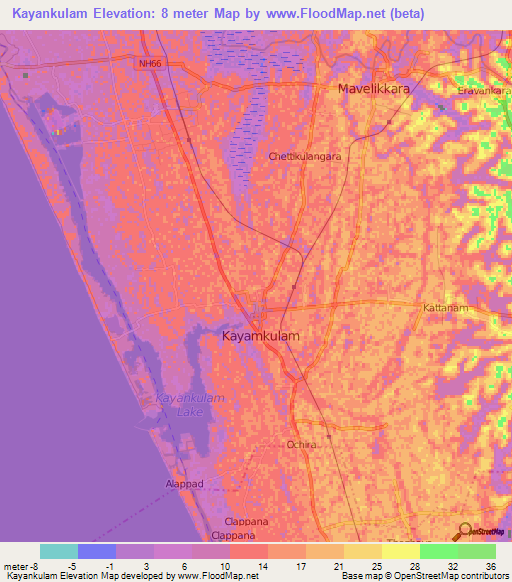 Kayankulam Elevation: 8 meter Map by www.FloodMap.net (beta)
NH66
Mavelikkara
Eravankara
Chettikulangara
Kattanam
Kayamkulam
Kayankulam
Lake
Ochira
Alappad
Clappana
Clappana
OpenStreetMap
meter -8 -5 -1 3 6 10 14 17 21 25 28 32 36
Kayankulam Elevation Map developed by www.FloodMap.net
Base map © OpenStreetMap contributors